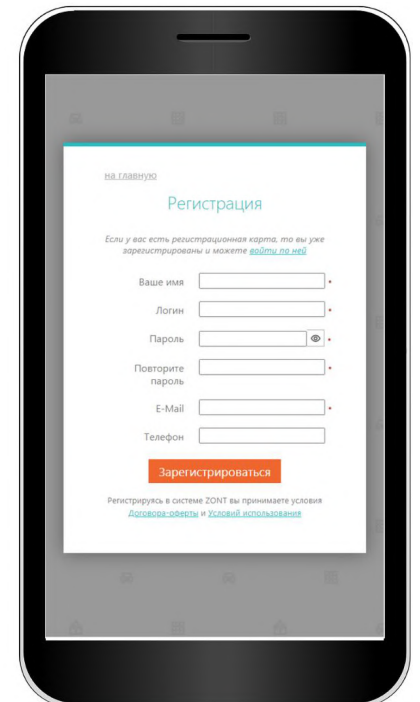 на главную
Регистрация
Если у вас есть регистрационная карта, то вы уже
зарегистрированы и можете войти по ней
Ваше имя
Логин
Пароль
Повторите
пароль
E-Mail
Телефон
Зарегистрироваться
Регистрируясь в системе ZONT вы принимаете условия
Договора-оферты и Условий использования